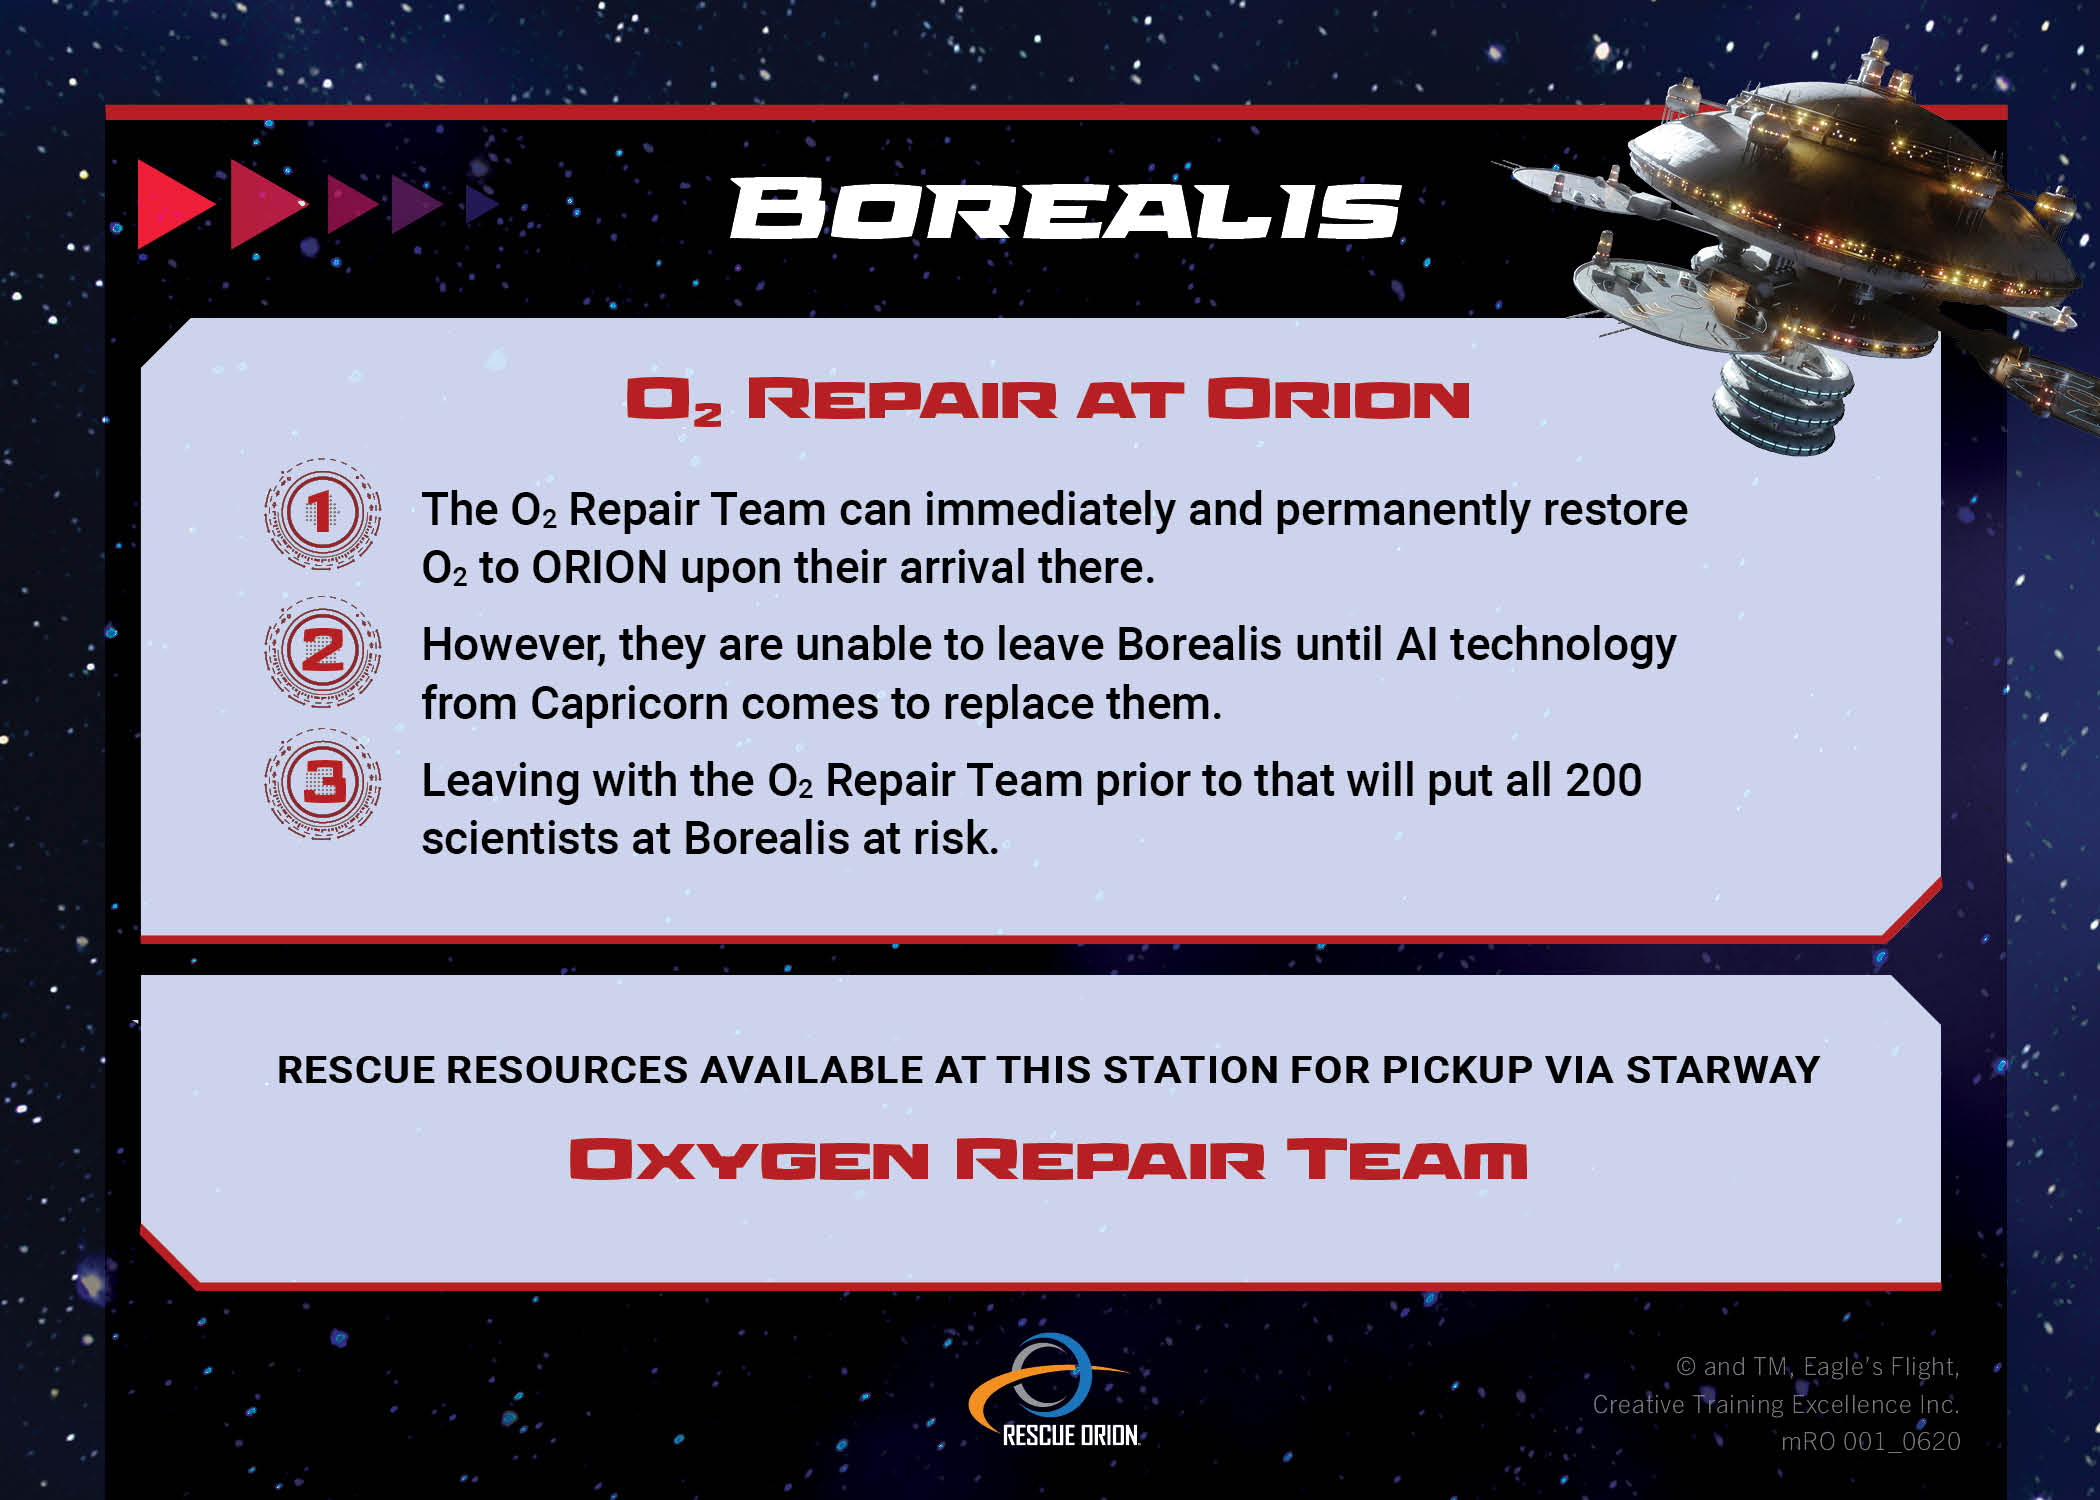 BOREALIS
O₂ REPAIR AT ORION
1
The O₂ Repair Team can immediately and permanently restore
O₂ to ORION upon their arrival there.
2
However, they are unable to leave Borealis until AI technology
from Capricorn comes to replace them.
3
Leaving with the O₂ Repair Team prior to that will put all 200
scientists at Borealis at risk.
RESCUE RESOURCES AVAILABLE AT THIS STATION FOR PICKUP VIA STARWAY
OXYGEN REPAIR TEAM
RESCUE ORION
© and TM, Eagle's Flight,
Creative Training Excellence Inc.
mRO 001_0620